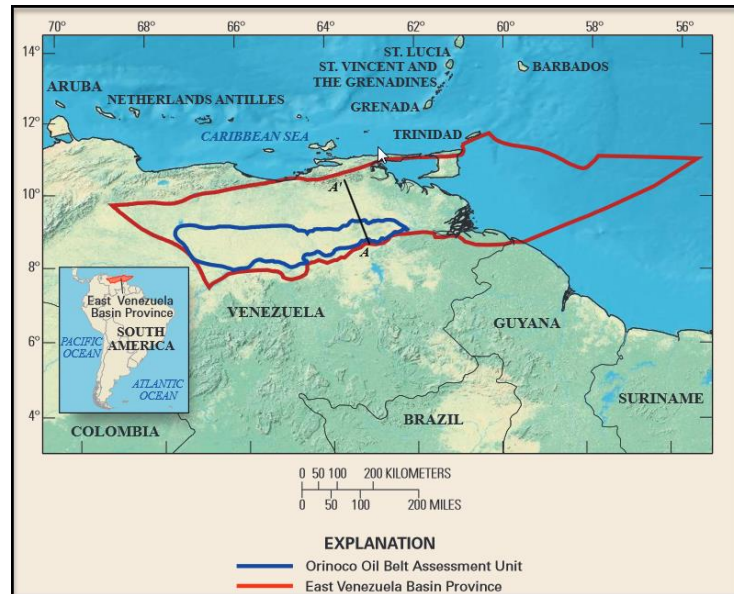 70° 68° 66° 64° 62° 60° 58° 56°
14°
12°
10°
8°
6°
4°
ST. LUCIA
ST. VINCENT AND
THE GRENADINES
BARBADOS
ARUBA
NETHERLANDS ANTILLES
GRENADA
CARIBBEAN SEA
TRINIDAD
A'
A
VENEZUELA
GUYANA
SURINAME
BRAZIL
COLOMBIA
East Venezuela
Basin Province
SOUTH
AMERICA
PACIFIC
OCEAN
ATLANTIC
OCEAN
0 50 100 200 KILOMETERS
0 50 100 200 MILES
EXPLANATION
Orinoco Oil Belt Assessment Unit
East Venezuela Basin Province